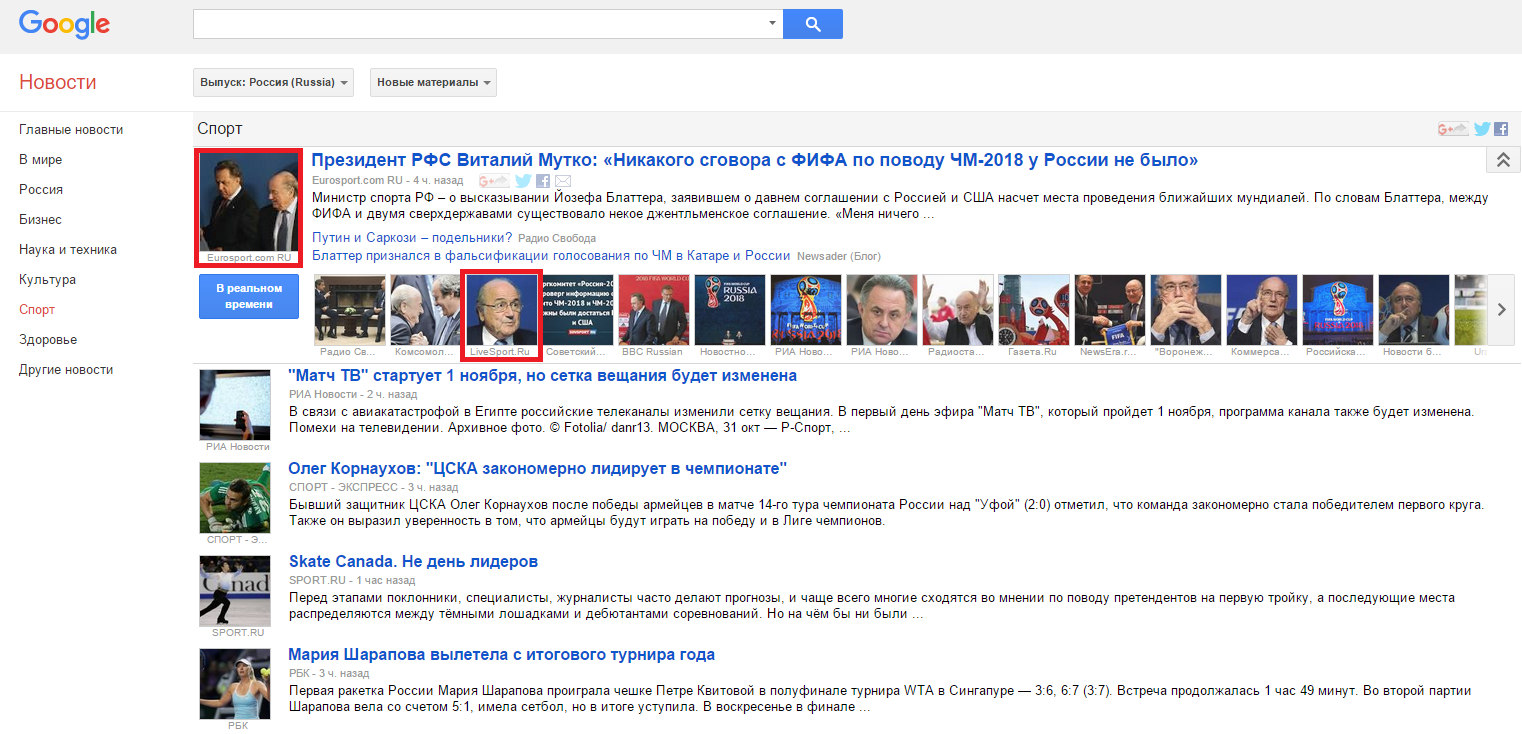 Google
Новости
Выпуск: Россия (Russia)
Новые материалы
Главные новости
В мире
Россия
Бизнес
Наука и техника
Культура
Спорт
Здоровье
Другие новости
Спорт
Президент РФС Виталий Мутко: «Никакого сговора с ФИФА по поводу ЧМ-2018 у России не было»
Eurosport.com RU - 4 ч. назад
Министр спорта РФ – о высказывании Йозефа Блаттера, заявившем о давнем соглашении с Россией и США насчет места проведения ближайших мундиалей. По словам Блаттера, между
ФИФА и двумя сверхдержавами существовало некое джентльменское соглашение. «Меня ничего ...
Eurosport.com RU
Путин и Саркози – подельники? Радио Свобода
Блаттер признался в фальсификации голосования по ЧМ в Катаре и России Newsader (Блог)
В реальном
времени
RUSSIA 2018
Радио Св...
Комсомол...
LiveSport.Ru
Советский...
BBC Russian
Новостно...
РИА Ново...
РИА Ново...
Радиоста...
Газета.Ru
NewsEra.r...
"Воронеж...
Коммерса...
Российска...
Новости б...
"Матч ТВ" стартует 1 ноября, но сетка вещания будет изменена
РИА Новости - 2 ч. назад
В связи с авиакатастрофой в Египте российские телеканалы изменили сетку вещания. В первый день эфира "Матч ТВ", который пройдет 1 ноября, программа канала также будет изменена.
Помехи на телевидении. Архивное фото. © Fotolia/ danr13. МОСКВА, 31 окт — Р-Спорт, ...
РИА Новости
Олег Корнаухов: "ЦСКА закономерно лидирует в чемпионате"
СПОРТ - ЭКСПРЕСС - 3 ч. назад
Бывший защитник ЦСКА Олег Корнаухов после победы армейцев в матче 14-го тура чемпионата России над "Уфой" (2:0) отметил, что команда закономерно стала победителем первого круга.
Также он выразил уверенность в том, что армейцы будут играть на победу и в Лиге чемпионов.
СПОРТ - Э...
Skate Canada. Не день лидеров
SPORT.RU - 1 час назад
Перед этапами поклонники, специалисты, журналисты часто делают прогнозы, и чаще всего многие сходятся во мнении по поводу претендентов на первую тройку, а последующие места
распределяются между тёмными лошадками и дебютантами соревнований. Но на чём бы ни были ...
SPORT.RU
Мария Шарапова вылетела с итогового турнира года
РБК - 3 ч. назад
Первая ракетка России Мария Шарапова проиграла чешке Петре Квитовой в полуфинале турнира WTA в Сингапуре — 3:6, 6:7 (3:7). Встреча продолжалась 1 час 49 минут. Во второй партии
Шарапова вела со счетом 5:1, имела сетбол, но в итоге уступила. В воскресенье в финале ...
РБК